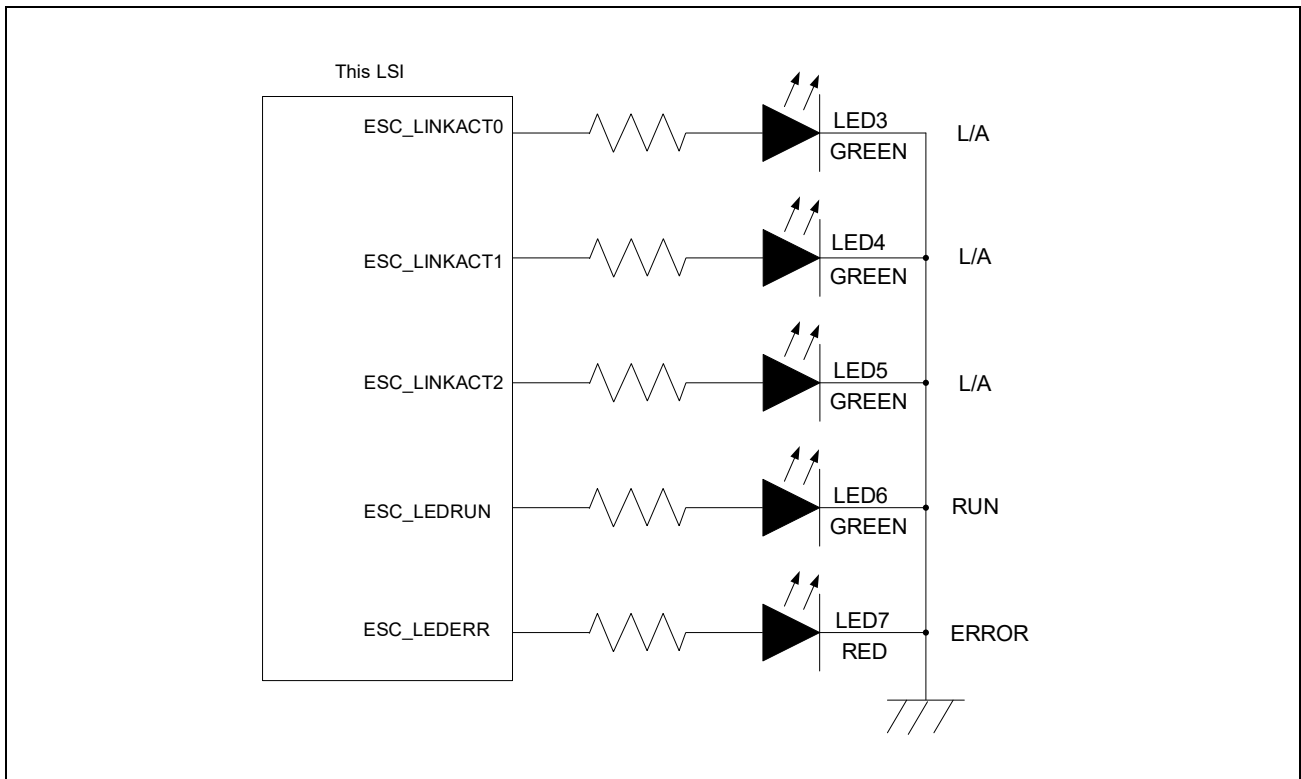 This LSI
ESC_LINKACT0
LED3
GREEN
L/A
ESC_LINKACT1
LED4
GREEN
L/A
ESC_LINKACT2
LED5
GREEN
L/A
ESC_LEDRUN
LED6
GREEN
RUN
ESC_LEDERR
LED7
RED
ERROR